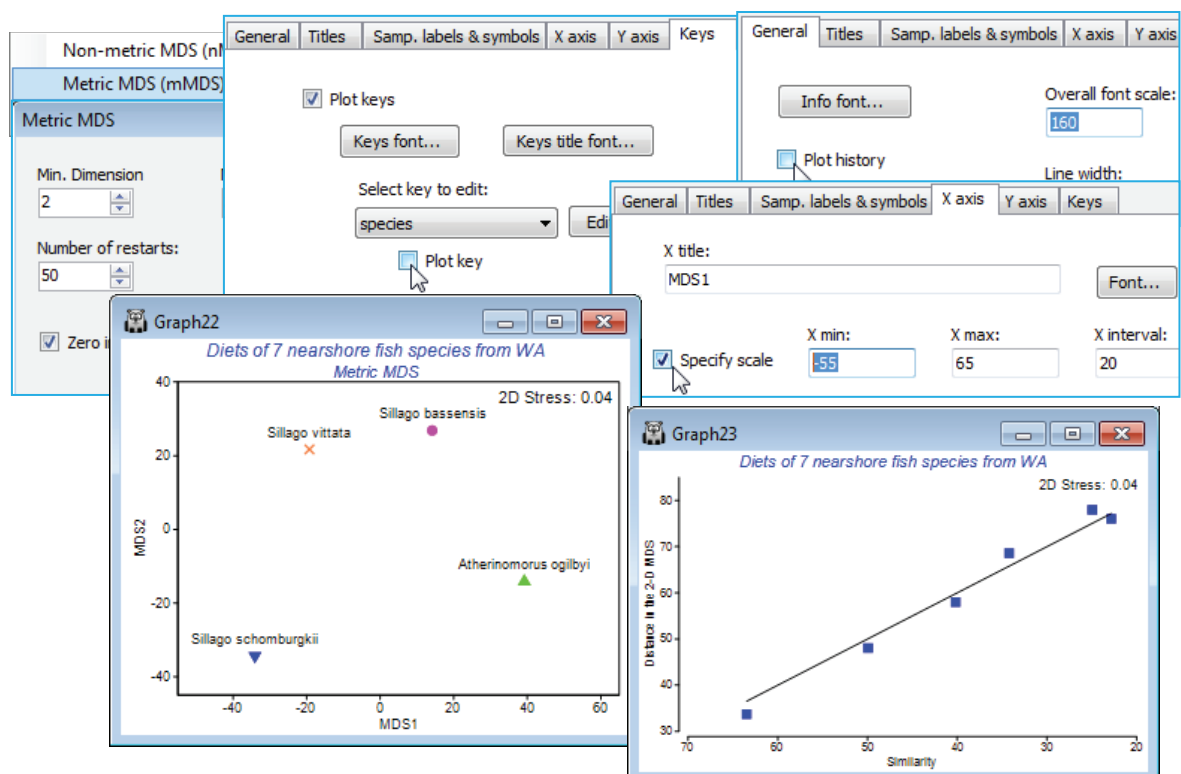 Non-metric MDS (nM
Metric MDS (mMDS)
Metric MDS
Min. Dimension
2
Number of restarts:
50
Zero in
General Titles Samp. labels & symbols X axis Y axis Keys
Plot keys
Keys font... Keys title font...
Select key to edit:
species
Edi
Plot key
General Titles Samp. labels & symbols X axis Y axis
Info font...
Overall font scale:
160
Plot history
Line width:
General Titles Samp. labels & symbols X axis Y axis Keys
X title:
MDS1
Font...
X min: X max: X interval:
Specify scale -55 65 20
Graph22
Diets of 7 nearshore fish species from WA
Metric MDS
2D Stress: 0.04
Sillago bassensis
Sillago vittata
Atherinomorus ogilbyi
Sillago schomburgkii
40
20
0
-20
-40
MDS2
-40 -20 0 20 40 60
MDS1
Graph23
Diets of 7 nearshore fish species from WA
2D Stress: 0.04
80
70
60
50
40
30
Distance in the 2-D MDS
70 60 50 40 30 20
Similarity